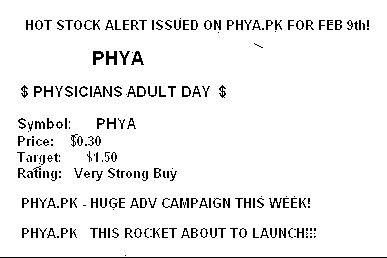 HOT STOCK ALERT ISSUED ON PHYA.PK FOR FEB 9th!
PHYA
$ PHYSICIANS ADULT DAY $
Symbol: PHYA
Price: $0.30
Target: $1.50
Rating: Very Strong Buy
PHYA.PK - HUGE ADV CAMPAIGN THIS WEEK!
PHYA.PK THIS ROCKET ABOUT TO LAUNCH!!!